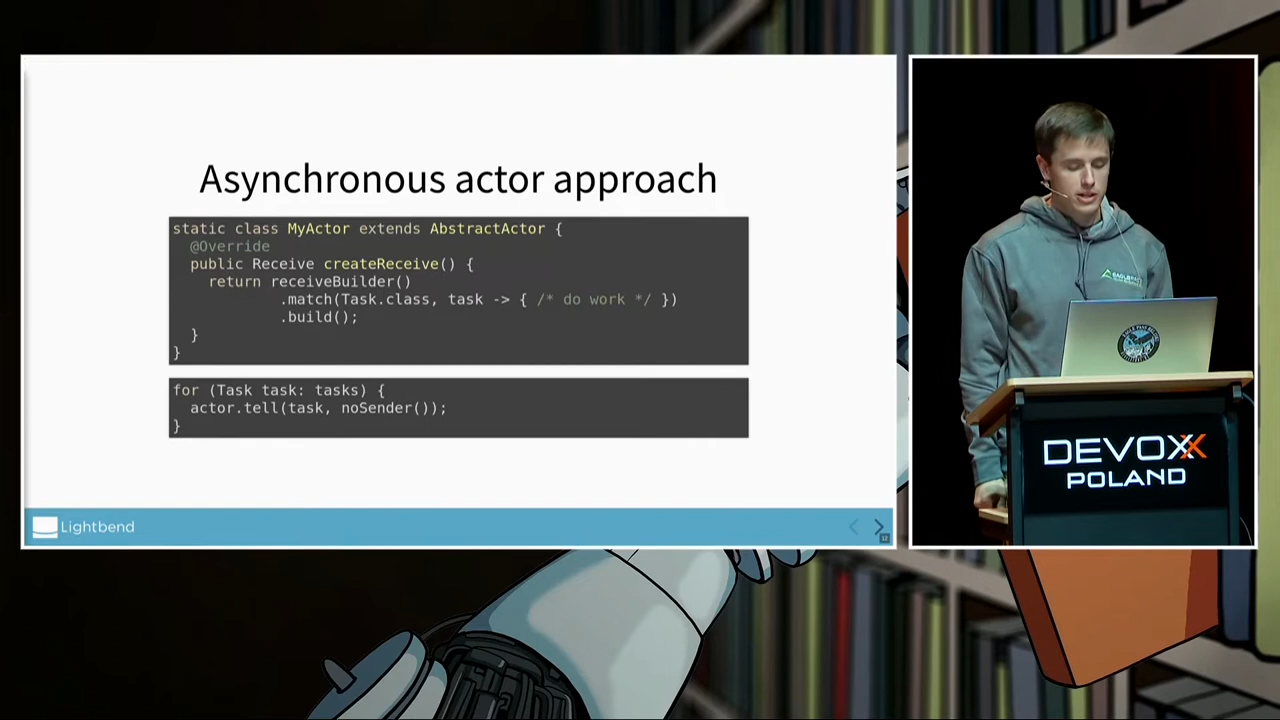 Asynchronous actor approach
static class MyActor extends AbstractActor {
@Override
public Receive createReceive() {
return receiveBuilder()
.match(Task.class, task -> { /* do work */ })
.build();
}
}
for (Task task: tasks) {
actor.tell(task, noSender());
}
Lightbend
DEVOXX
POLAND